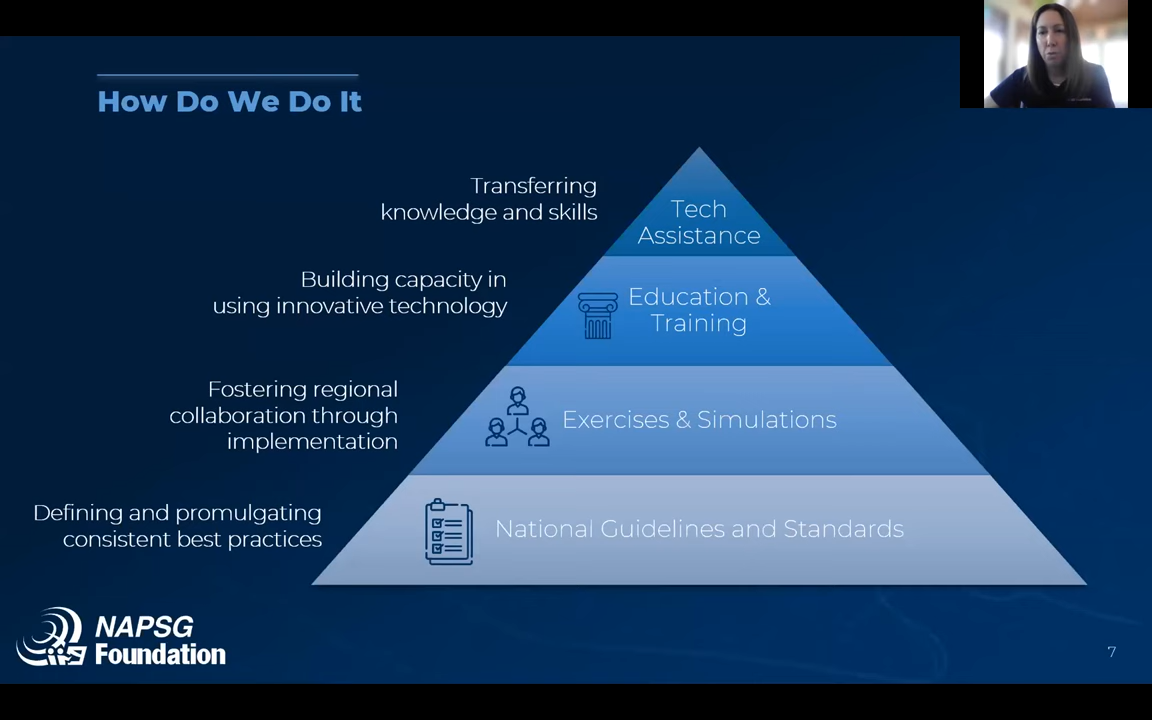 How Do We Do It
Transferring
knowledge and skills
Tech
Assistance
Building capacity in
using innovative technology
Education &
Training
Fostering regional
collaboration through
implementation
Exercises & Simulations
Defining and promulgating
consistent best practices
National Guidelines and Standards
NAPSG
Foundation
7